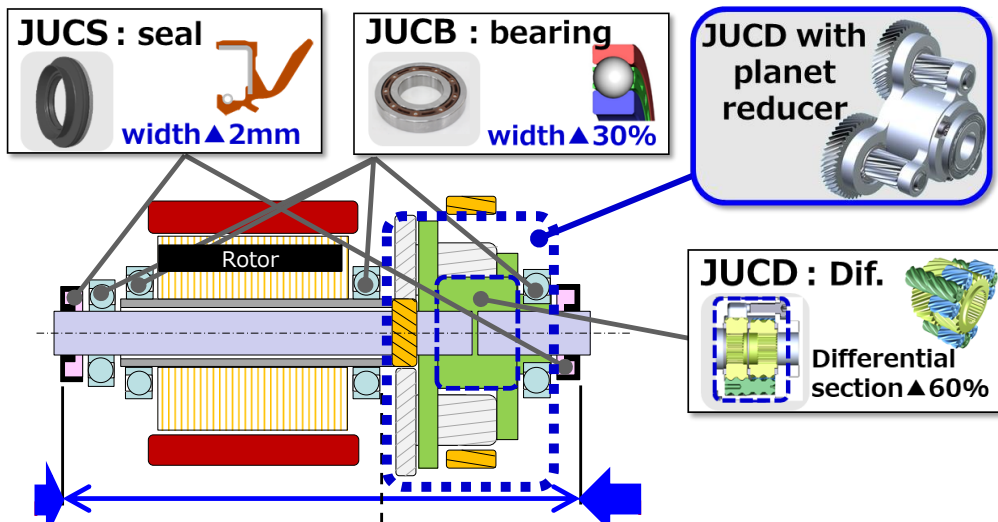 JUCS : seal
width▲2mm
JUCB : bearing
width▲30%
JUCD with
planet
reducer
Rotor
JUCD : Dif.
Differential
section▲60%